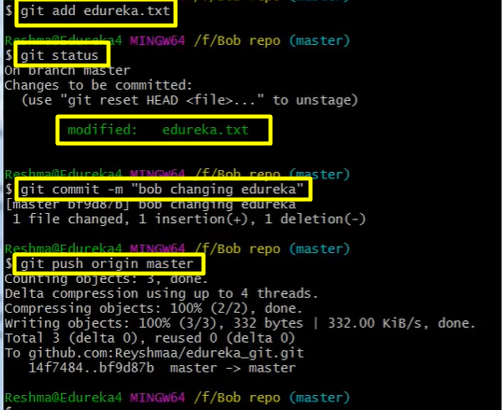 $ git add edureka.txt
Reshma@Edureka4 MINGW64 /f/Bob repo (master)
$ git status
On branch master
Changes to be committed:
(use "git reset HEAD <file>..." to unstage)
modified: edureka.txt
Reshma@Edureka4 MINGW64 /f/Bob repo (master)
$ git commit -m "bob changing edureka"
[master bf9d87b] bob changing edureka
1 file changed, 1 insertion(+), 1 deletion(-)
Reshma@Edureka4 MINGW64 /f/Bob repo (master)
$ git push origin master
Counting objects: 3, done.
Delta compression using up to 4 threads.
Compressing objects: 100% (2/2), done.
Writing objects: 100% (3/3), 332 bytes | 332.00 KiB/s, done.
Total 3 (delta 0), reused 0 (delta 0)
To github.com:Reyshmaa/edureka_git.git
14f7484..bf9d87b master -> master
Reshma@Edureka4 MINGW64 /f/Bob repo (master)